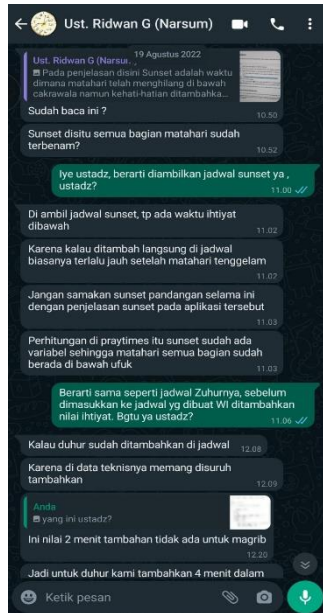 Ust. Ridwan G (Narsum)
19 Agustus 2022
Ust. Ridwan G (Narsu...
Pada penjelasan disini Sunset adalah waktu
dimana matahari telah menghilang di bawah
cakrawala namun kehati-hatian ditambahka...
Sudah baca ini ?
10.50
Sunset disitu semua bagian matahari sudah
terbenam?
10.52
Iye ustadz, berarti diambilkan jadwal sunset ya ,
ustadz?
11.00
Di ambil jadwal sunset, tp ada waktu ihtiyat
dibawah
11.02
Karena kalau ditambah langsung di jadwal
biasanya terlalu jauh setelah matahari tenggelam
11.02
Jangan samakan sunset pandangan selama ini
dengan penjelasan sunset pada aplikasi tersebut
11.03
Perhitungan di praytimes itu sunset sudah ada
variabel sehingga matahari semua bagian sudah
berada di bawah ufuk
11.03
Berarti sama seperti jadwal Zuhurnya, sebelum
dimasukkan ke jadwal yg dibuat WI ditambahkan
nilai ihtiyat. Bgtu ya ustadz?
11.06
Kalau duhur sudah ditambahkan di jadwal
12.08
Karena di data teknisnya memang disuruh
tambahkan
12.09
Anda
yang ini ustadz?
Ini nilai 2 menit tambahan tidak ada untuk magrib
12.20
Jadi untuk duhur kami tambahkan 4 menit dalam
Ketik pesan